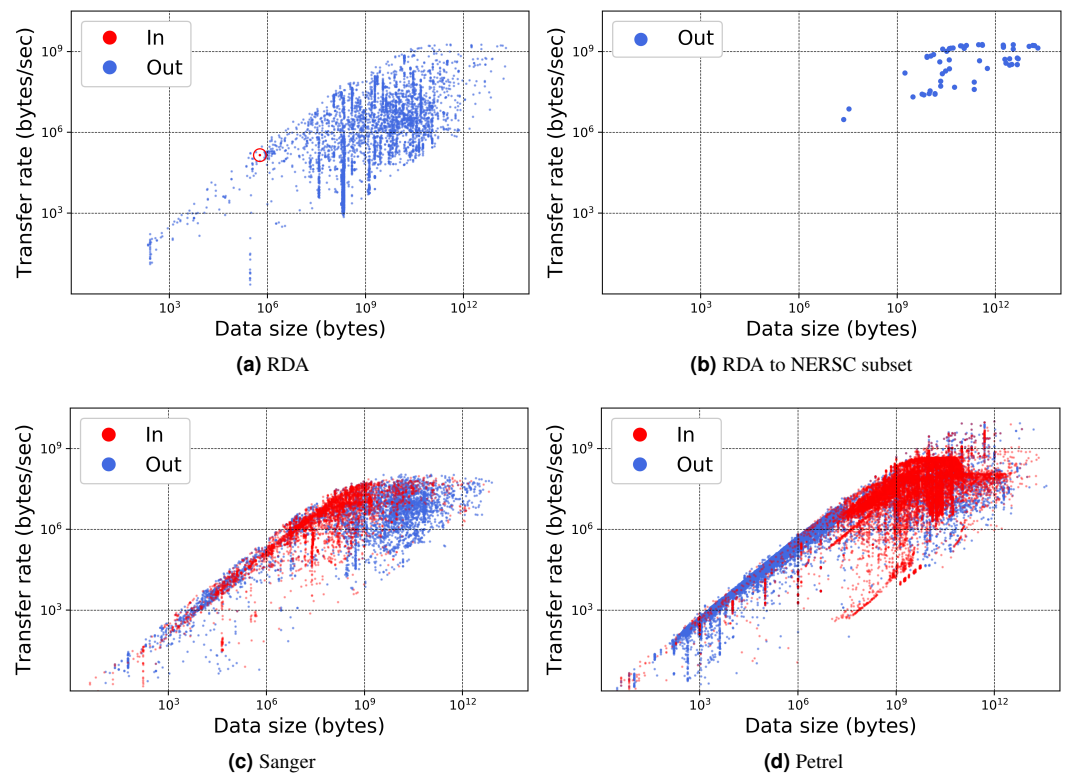 In
Out
Transfer rate (bytes/sec)
10^9
10^6
10^3
10^3 10^6 10^9 10^12
Data size (bytes)
(a) RDA
Out
Transfer rate (bytes/sec)
10^9
10^6
10^3
10^3 10^6 10^9 10^12
Data size (bytes)
(b) RDA to NERSC subset
In
Out
Transfer rate (bytes/sec)
10^9
10^6
10^3
10^3 10^6 10^9 10^12
Data size (bytes)
(c) Sanger
In
Out
Transfer rate (bytes/sec)
10^9
10^6
10^3
10^3 10^6 10^9 10^12
Data size (bytes)
(d) Petrel